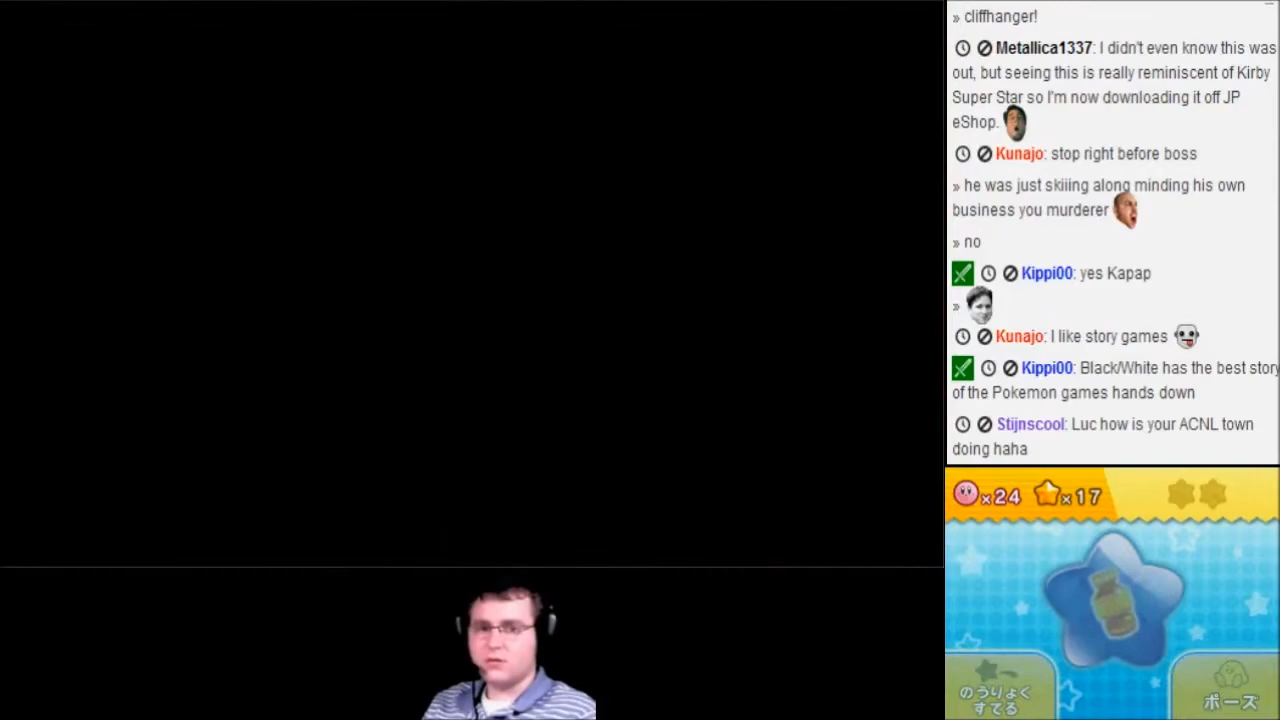 » cliffhanger!
Metallica1337: I didn't even know this was
out, but seeing this is really reminiscent of Kirby
Super Star so I'm now downloading it off JP
eShop.
Kunajo: stop right before boss
» he was just skiiing along minding his own
business you murderer
» no
Kippi00: yes Kapap
»
Kunajo: I like story games
Kippi00: Black/White has the best story
of the Pokemon games hands down
Stijnscool: Luc how is your ACNL town
doing haha
×24 ×17
のうりょく
すてる
ポーズ